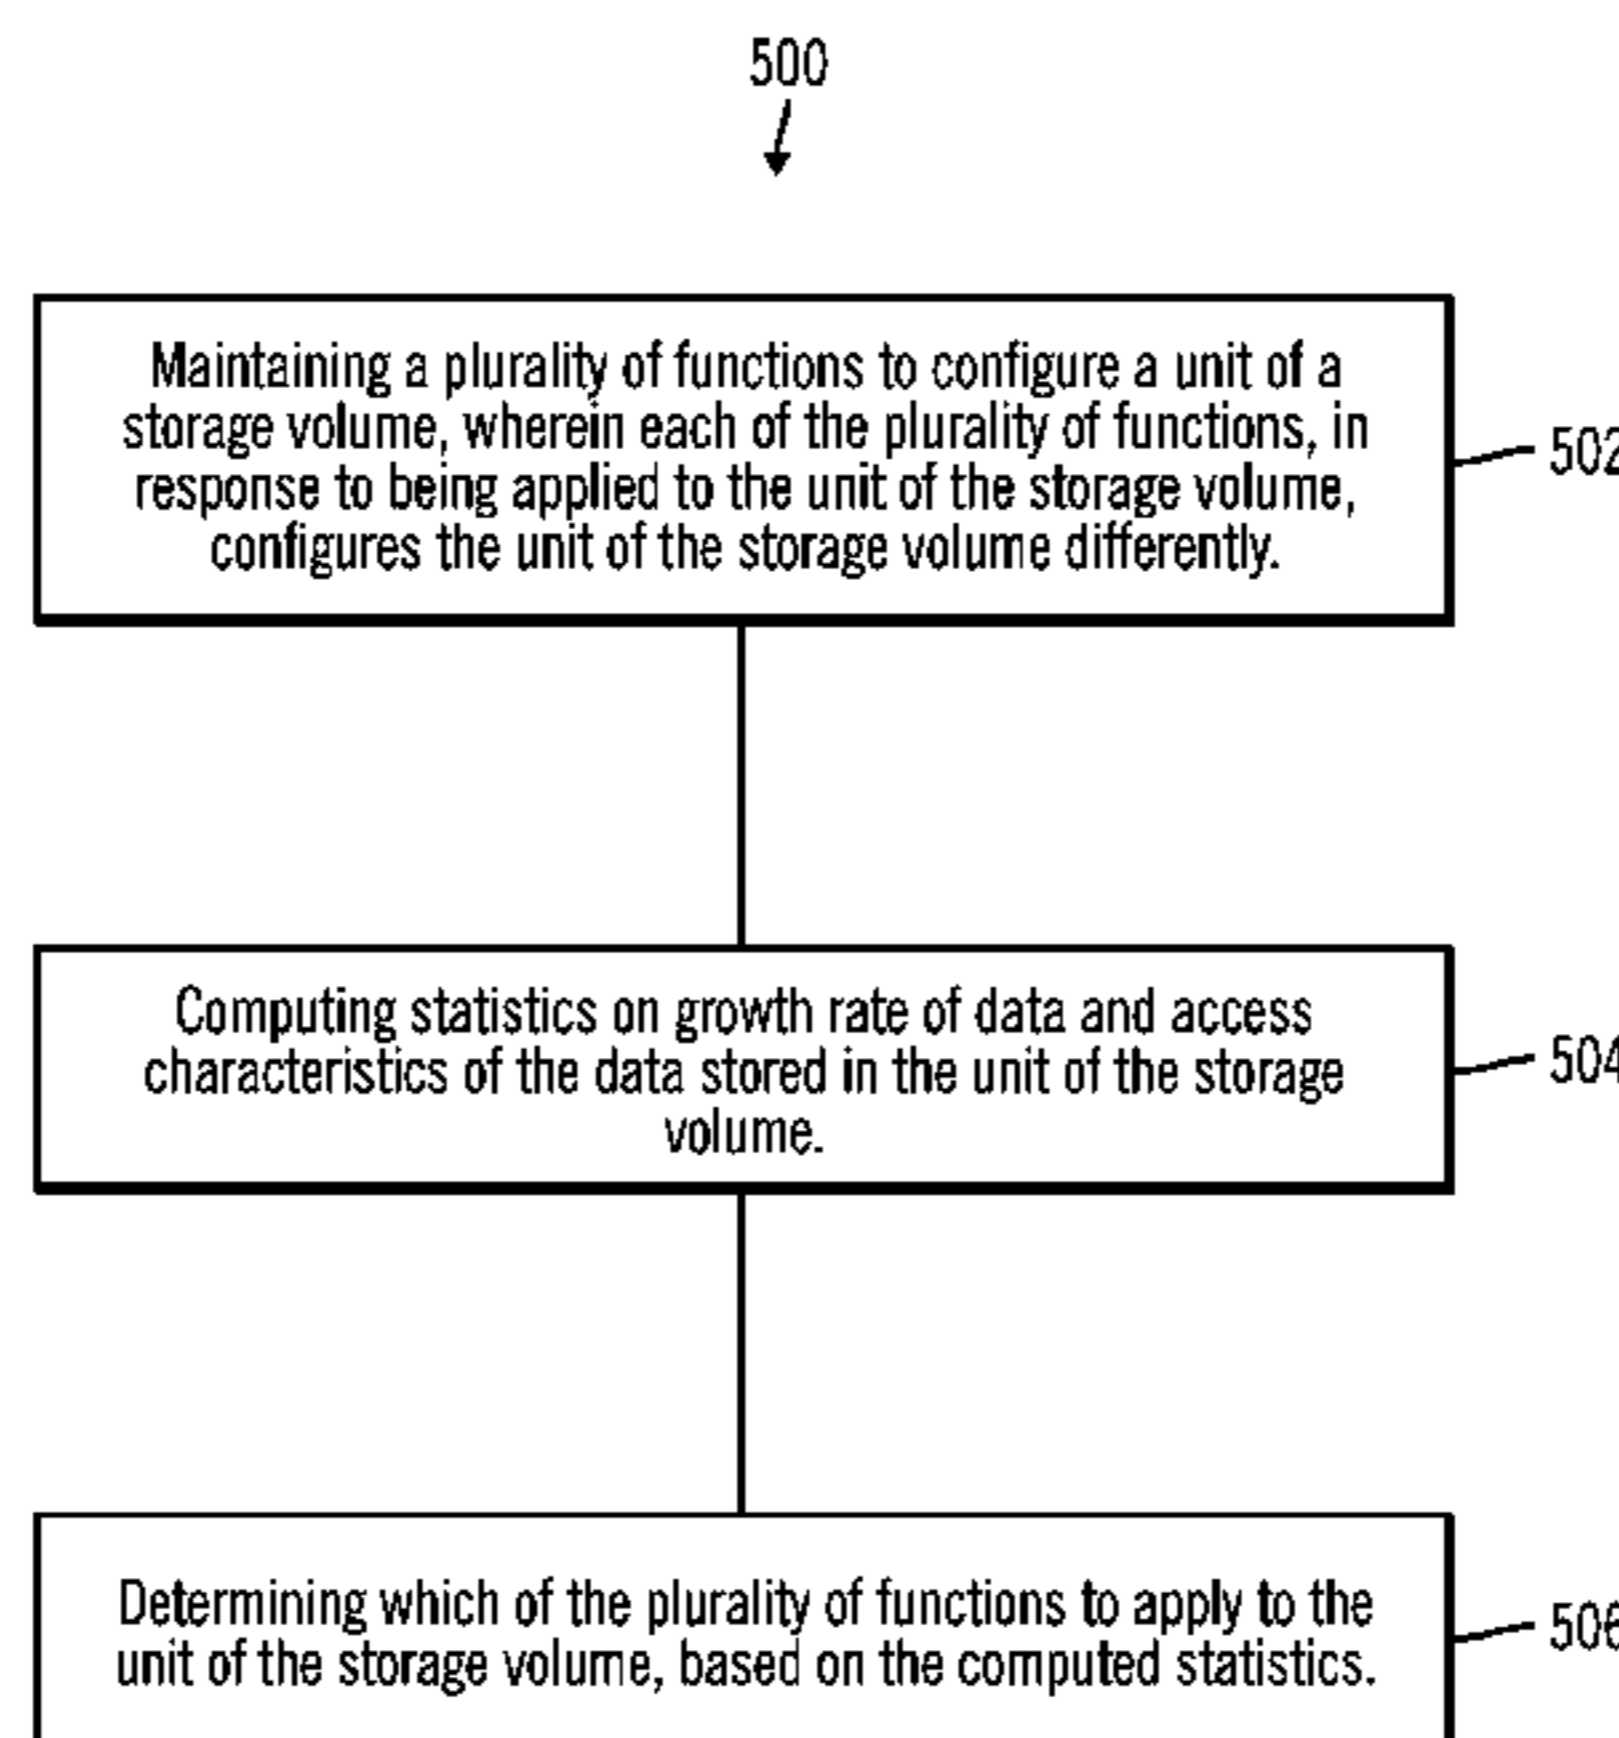 500
Maintaining a plurality of functions to configure a unit of a
storage volume, wherein each of the plurality of functions, in
response to being applied to the unit of the storage volume,
configures the unit of the storage volume differently.
502
Computing statistics on growth rate of data and access
characteristics of the data stored in the unit of the storage
volume.
504
Determining which of the plurality of functions to apply to the
unit of the storage volume, based on the computed statistics.
506